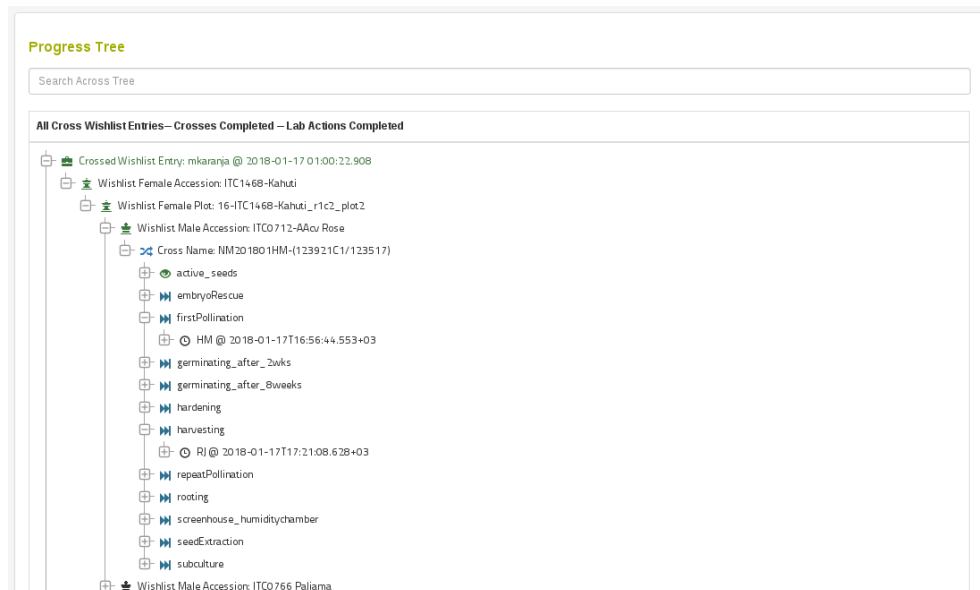 Progress Tree
Search Across Tree
All Cross Wishlist Entries-- Crosses Completed -- Lab Actions Completed
Crossed Wishlist Entry: mkaranja @ 2018-01-17 01:00:22.908
Wishlist Female Accession: ITC1468-Kahuti
Wishlist Female Plot: 16-ITC1468-Kahuti_r1c2_plot2
Wishlist Male Accession: ITC0712-AAcv Rose
Cross Name: NM201801HM-(123921C1/123517)
active_seeds
embryoRescue
firstPollination
HM @ 2018-01-17T16:56:44.553+03
germinating_after_2wks
germinating_after_8weeks
hardening
harvesting
RJ @ 2018-01-17T17:21:08.628+03
repeatPollination
rooting
screenhouse_humiditychamber
seedExtraction
subculture
Wishlist Male Accession: ITC0766 Paliama